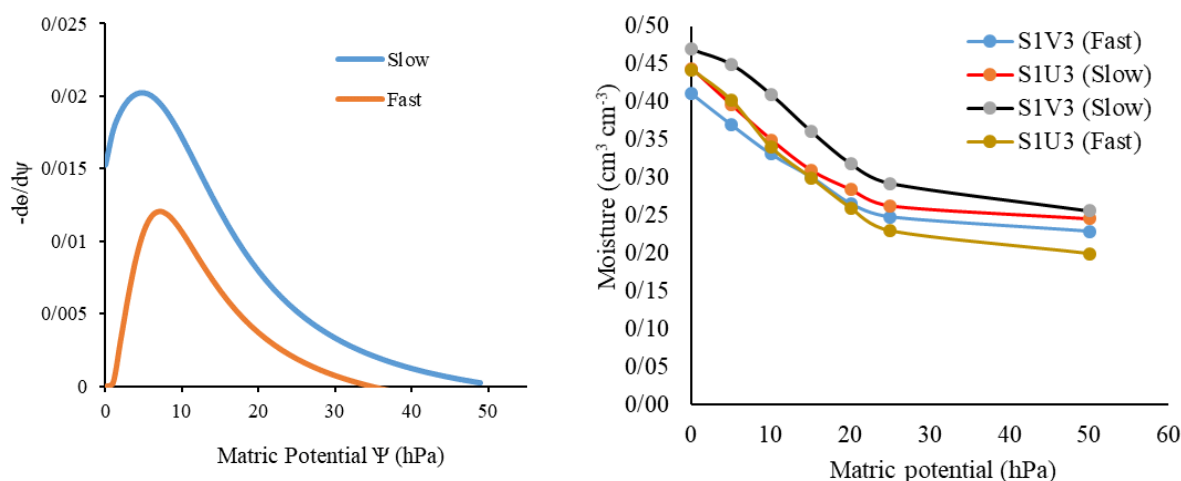 0/025
0/02
0/015
0/01
0/005
0
-dɵ/dψ
Slow
Fast
0 10 20 30 40 50
Matric Potential Ψ (hPa)
0/50
0/45
0/40
0/35
0/30
0/25
0/20
0/15
0/10
0/05
0/00
Moisture (cm³ cm⁻³)
S1V3 (Fast)
S1U3 (Slow)
S1V3 (Slow)
S1U3 (Fast)
0 10 20 30 40 50 60
Matric potential (hPa)